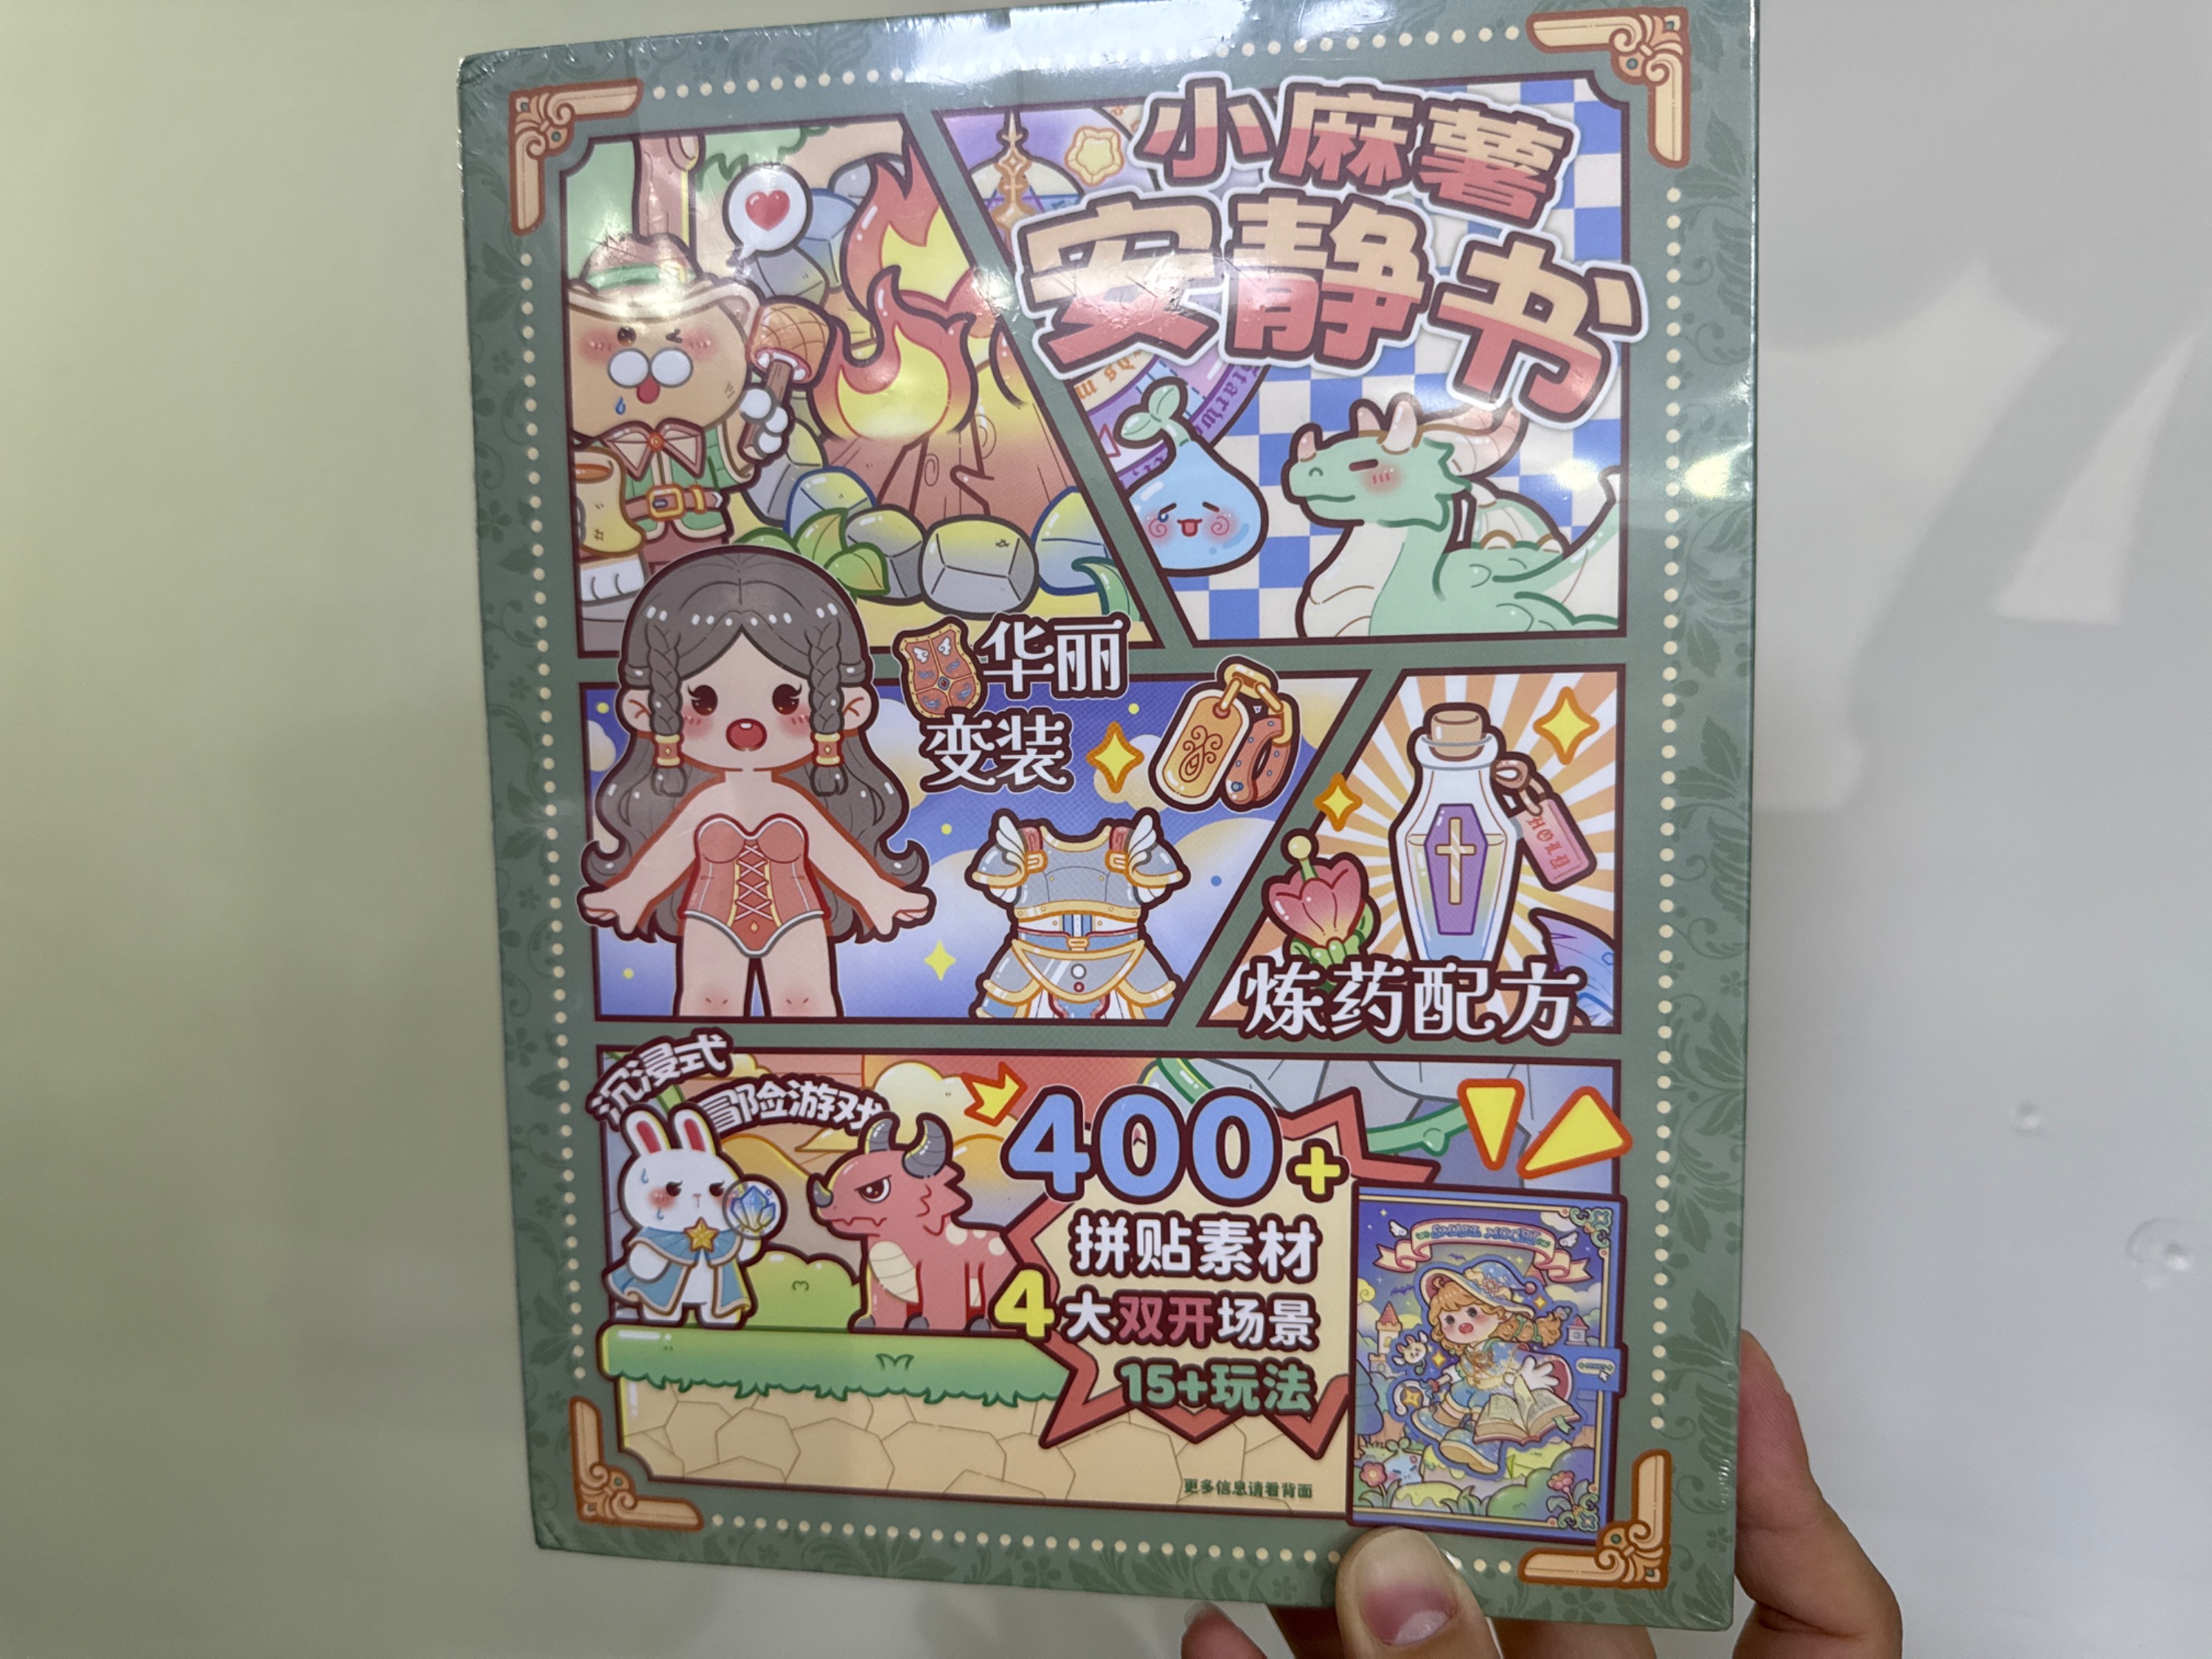 小麻薯
安静书
华丽
变装
HOLY
炼药配方
沉浸式
冒险游戏
400+
拼贴素材
4大双开场景
15+玩法
更多信息请看背面